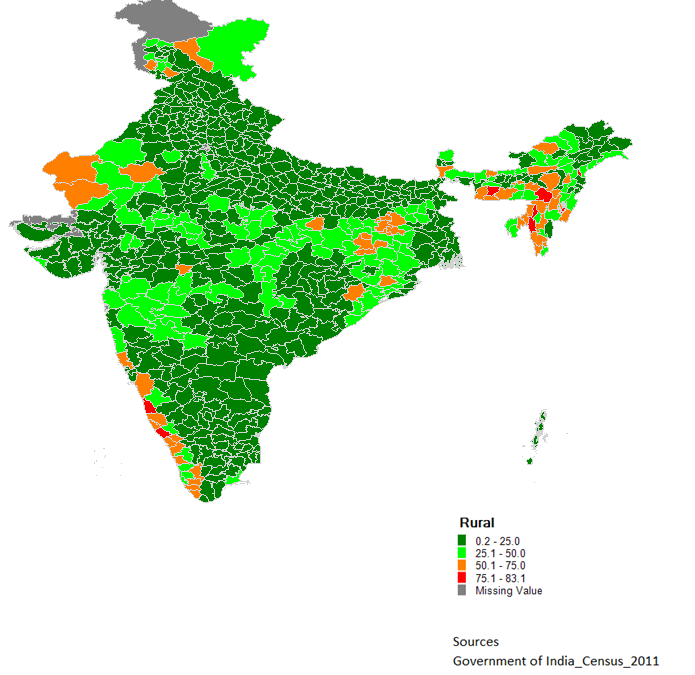 Rural
0.2 - 25.0
25.1 - 50.0
50.1 - 75.0
75.1 - 83.1
Missing Value
Sources
Government of India_Census_2011